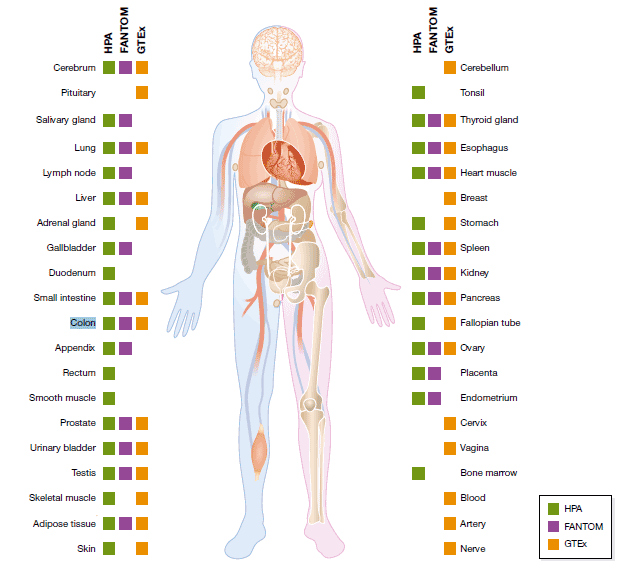 HPA
FANTOM
GTEx
HPA
FANTOM
GTEx
Cerebrum
Pituitary
Salivary gland
Lung
Lymph node
Liver
Adrenal gland
Gallbladder
Duodenum
Small intestine
Colon
Appendix
Rectum
Smooth muscle
Prostate
Urinary bladder
Testis
Skeletal muscle
Adipose tissue
Skin
Cerebellum
Tonsil
Thyroid gland
Esophagus
Heart muscle
Breast
Stomach
Spleen
Kidney
Pancreas
Fallopian tube
Ovary
Placenta
Endometrium
Cervix
Vagina
Bone marrow
Blood
Artery
Nerve
HPA
FANTOM
GTEx